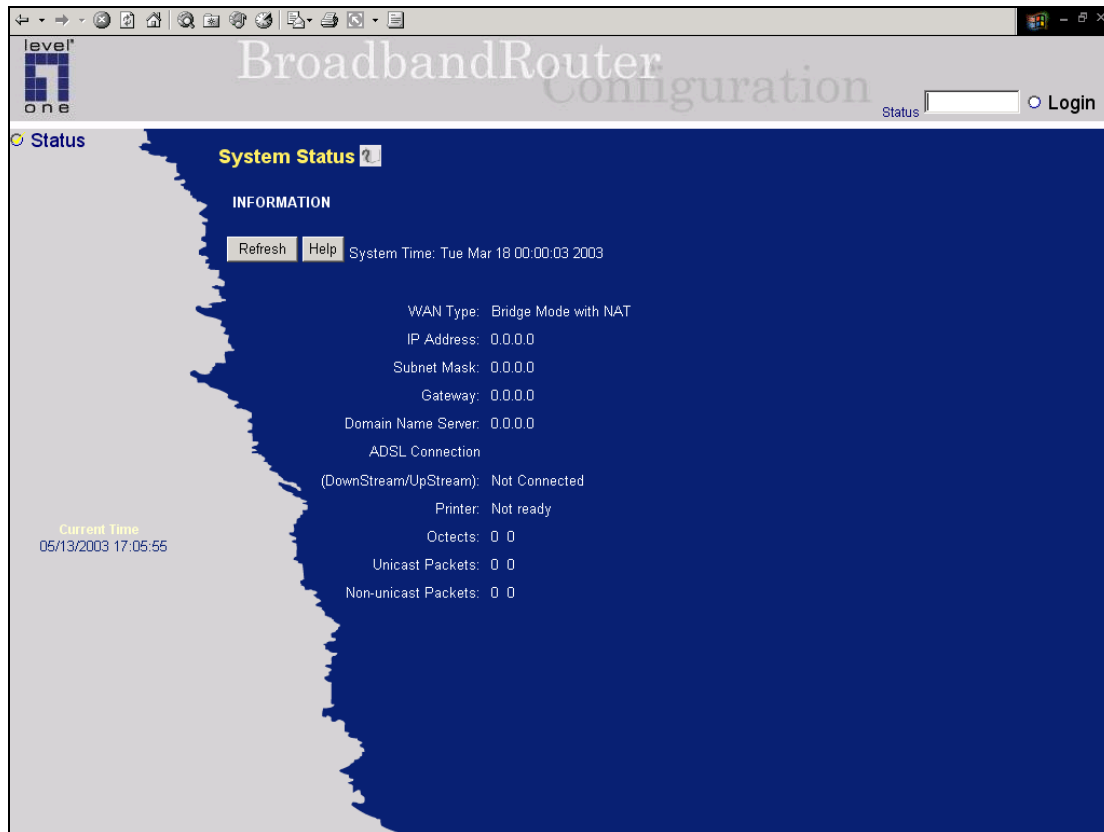 level°
one
BroadbandRouter
Configuration
Status
Login
Status
System Status
INFORMATION
Refresh Help System Time: Tue Mar 18 00:00:03 2003
WAN Type: Bridge Mode with NAT
IP Address: 0.0.0.0
Subnet Mask: 0.0.0.0
Gateway: 0.0.0.0
Domain Name Server: 0.0.0.0
ADSL Connection
(DownStream/UpStream): Not Connected
Printer: Not ready
Octects: 0 0
Unicast Packets: 0 0
Non-unicast Packets: 0 0
Current Time
05/13/2003 17:05:55